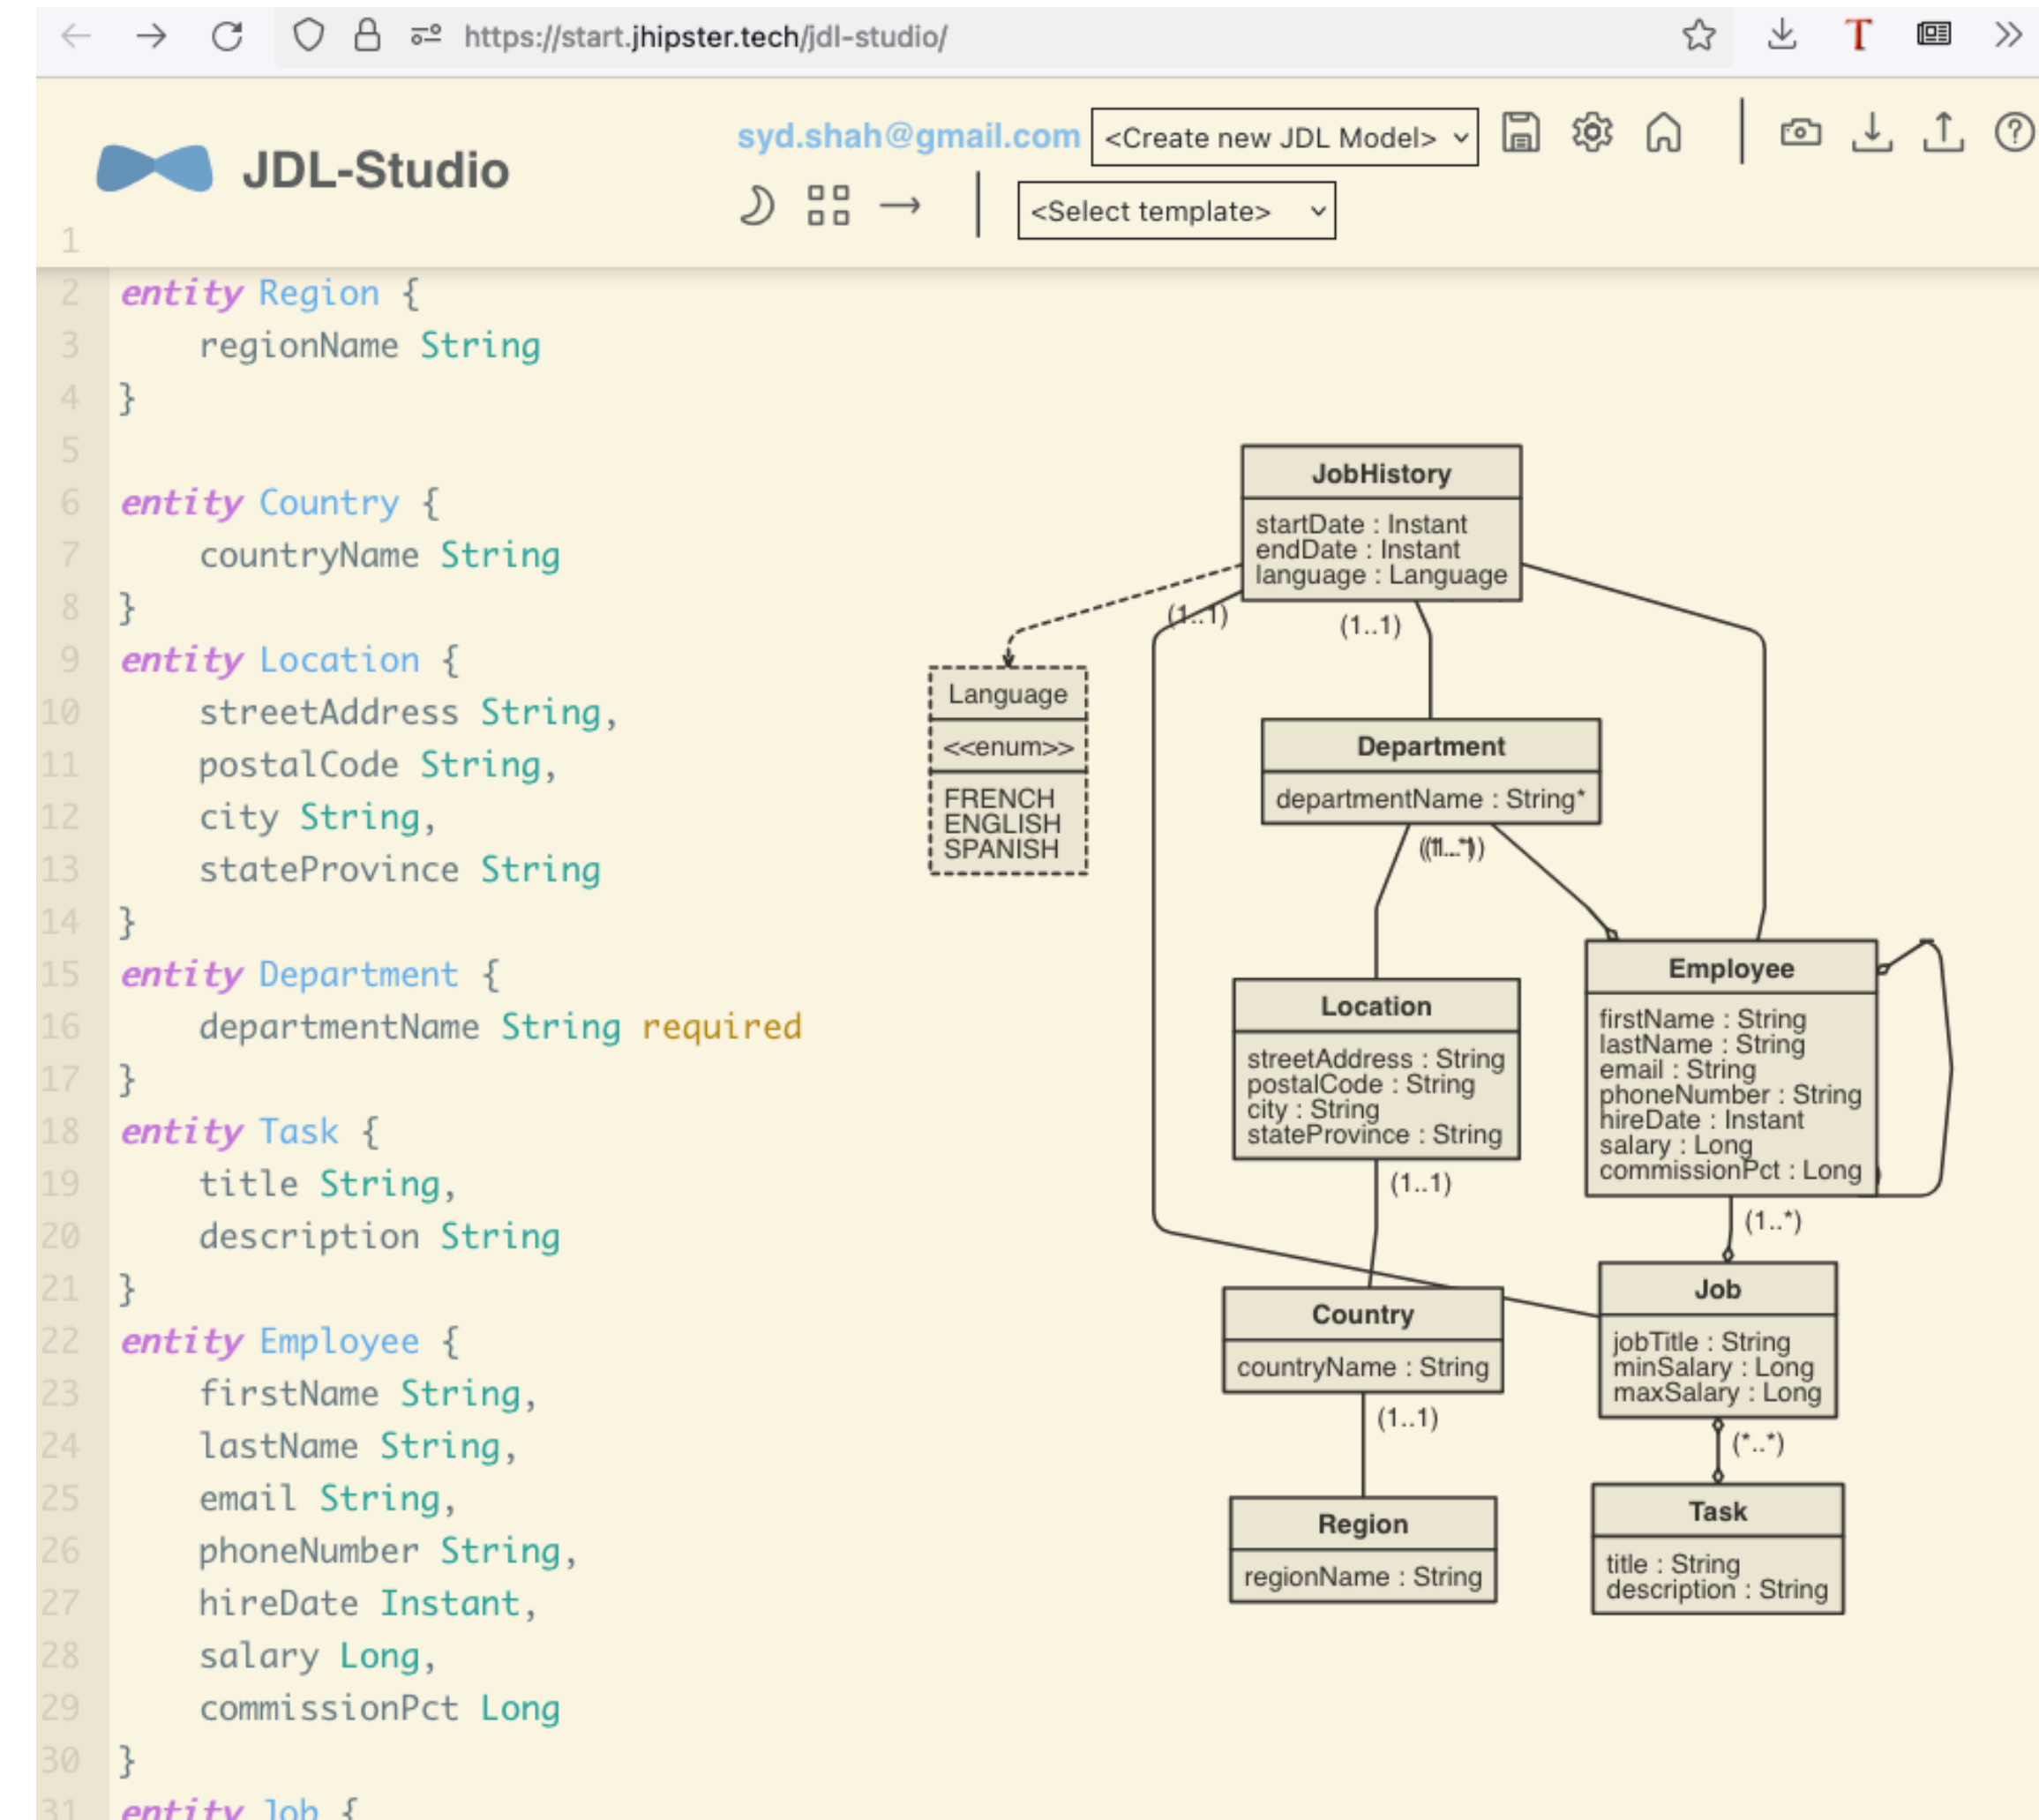 https://start.jhipster.tech/jdl-studio/
JDL-Studio
syd.shah@gmail.com <Create new JDL Model>
<Select template>
1
2 entity Region {
3 regionName String
4 }
5
6 entity Country {
7 countryName String
8 }
9 entity Location {
10 streetAddress String,
11 postalCode String,
12 city String,
13 stateProvince String
14 }
15 entity Department {
16 departmentName String required
17 }
18 entity Task {
19 title String,
20 description String
21 }
22 entity Employee {
23 firstName String,
24 lastName String,
25 email String,
26 phoneNumber String,
27 hireDate Instant,
28 salary Long,
29 commissionPct Long
30 }
31 entity Job {
JobHistory
startDate : Instant
endDate : Instant
language : Language
(1..1)
(1..1)
Language
<<enum>>
FRENCH
ENGLISH
SPANISH
Department
departmentName : String*
Location
streetAddress : String
postalCode : String
city : String
stateProvince : String
(1..1)
Employee
firstName : String
lastName : String
email : String
phoneNumber : String
hireDate : Instant
salary : Long
commissionPct : Long
(1..*)
Country
countryName : String
(1..1)
Job
jobTitle : String
minSalary : Long
maxSalary : Long
(*..*)
Region
regionName : String
Task
title : String
description : String